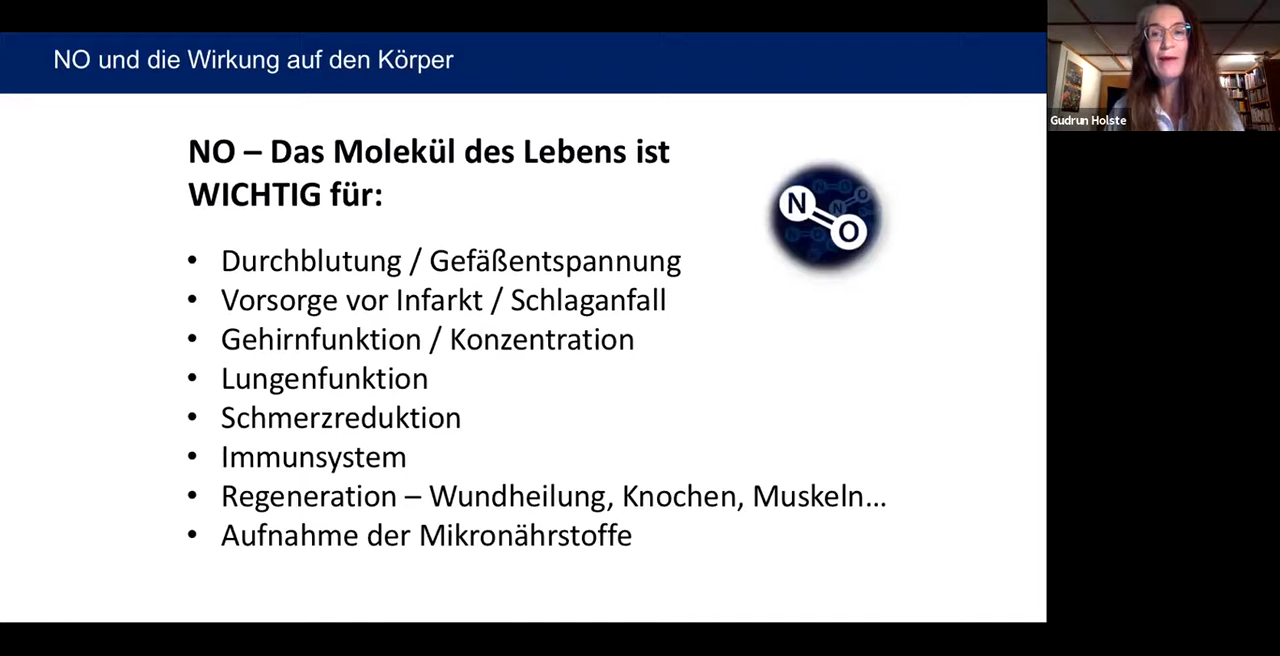 NO und die Wirkung auf den Körper
NO – Das Molekül des Lebens ist
WICHTIG für:
• Durchblutung / Gefäßentspannung
• Vorsorge vor Infarkt / Schlaganfall
• Gehirnfunktion / Konzentration
• Lungenfunktion
• Schmerzreduktion
• Immunsystem
• Regeneration – Wundheilung, Knochen, Muskeln…
• Aufnahme der Mikronährstoffe
N
O
Gudrun Holste